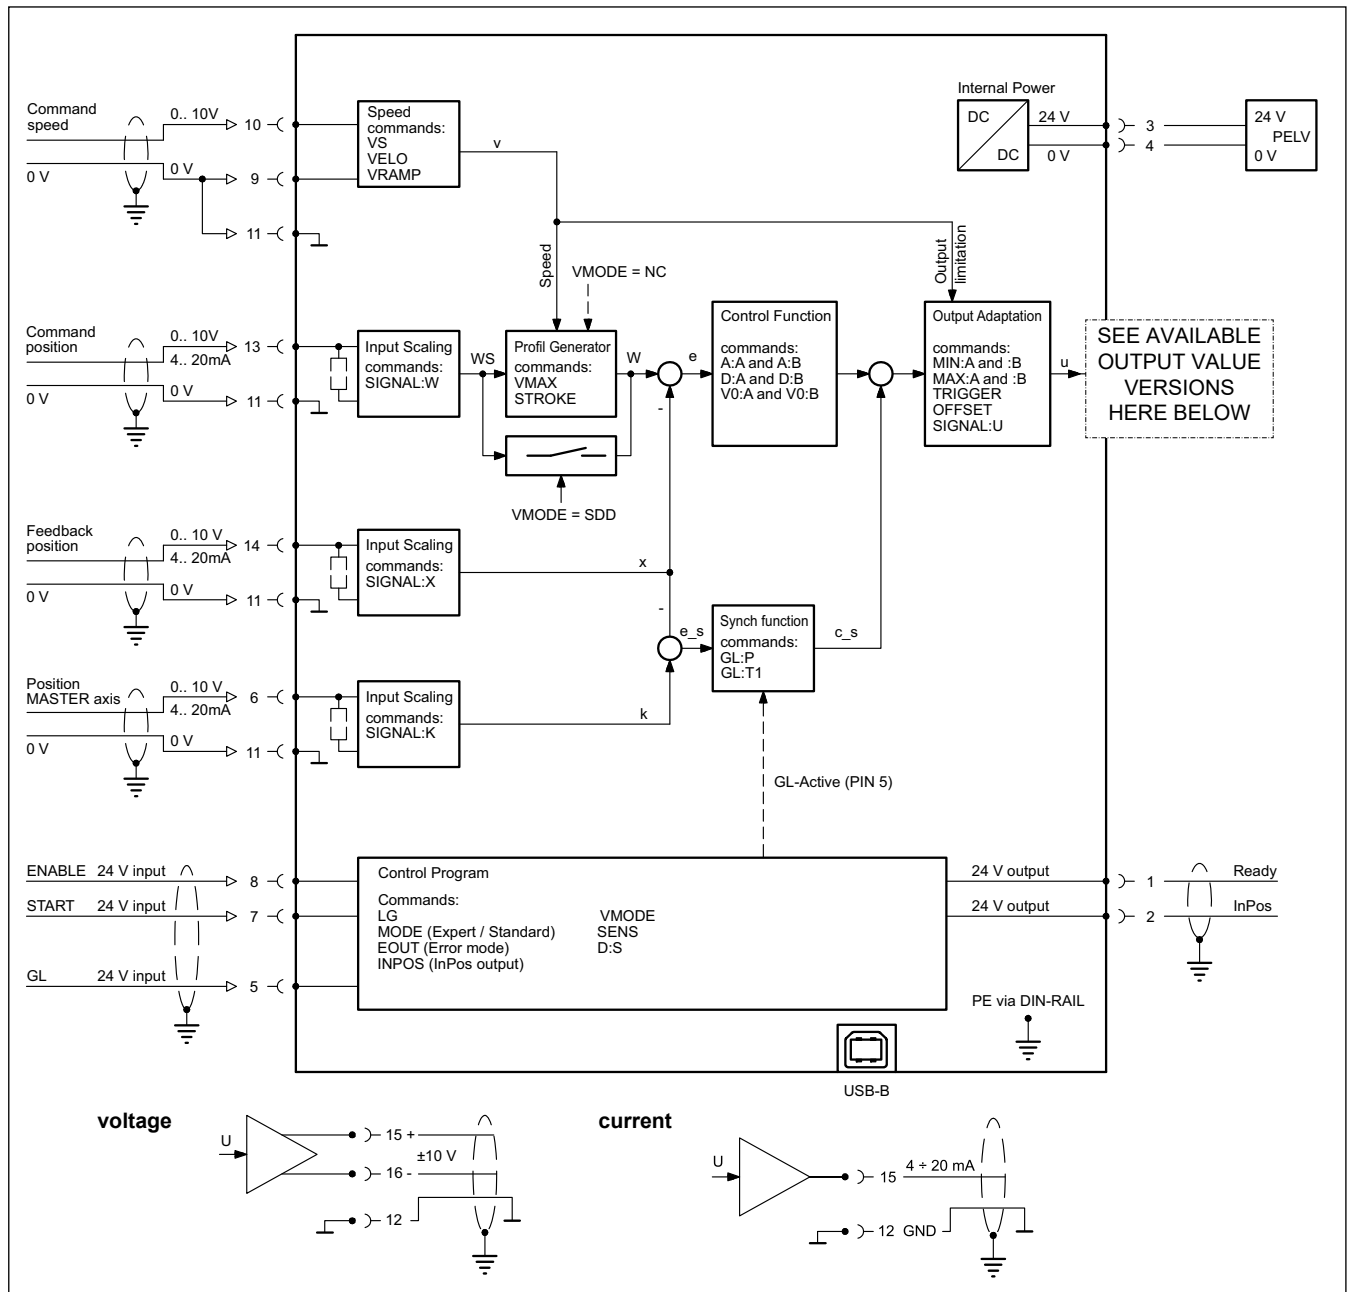 Command
speed
0 V
0.. 10V
0 V
10
9
11
Speed
commands:
VS
VELO
VRAMP
v
Internal Power
DC
DC
24 V
0 V
3
4
24 V
PELV
0 V
Speed
VMODE = NC
Output
limitation
Command
position
0 V
0.. 10V
4.. 20mA
0 V
13
11
Input Scaling
commands:
SIGNAL:W
WS
Profil Generator
commands:
VMAX
STROKE
W
e
-
VMODE = SDD
Control Function
commands:
A:A and A:B
D:A and D:B
V0:A and V0:B
Output Adaptation
commands:
MIN:A and :B
MAX:A and :B
TRIGGER
OFFSET
SIGNAL:U
u
SEE AVAILABLE
OUTPUT VALUE
VERSIONS
HERE BELOW
Feedback
position
0 V
0.. 10 V
4.. 20mA
0 V
14
11
Input Scaling
commands:
SIGNAL:X
x
-
e_s
Synch function
commands:
GL:P
GL:T1
c_s
Position
MASTER axis
0 V
0.. 10 V
4.. 20mA
0 V
6
11
Input Scaling
commands:
SIGNAL:K
k
GL-Active (PIN 5)
ENABLE 24 V input
8
START 24 V input
7
GL 24 V input
5
Control Program
Commands:
LG VMODE
MODE (Expert / Standard) SENS
EOUT (Error mode) D:S
INPOS (InPos output)
24 V output
1
Ready
24 V output
2
InPos
PE via DIN-RAIL
USB-B
voltage
U
15 +
±10 V
16 -
12
current
U
15
4 ÷ 20 mA
12 GND